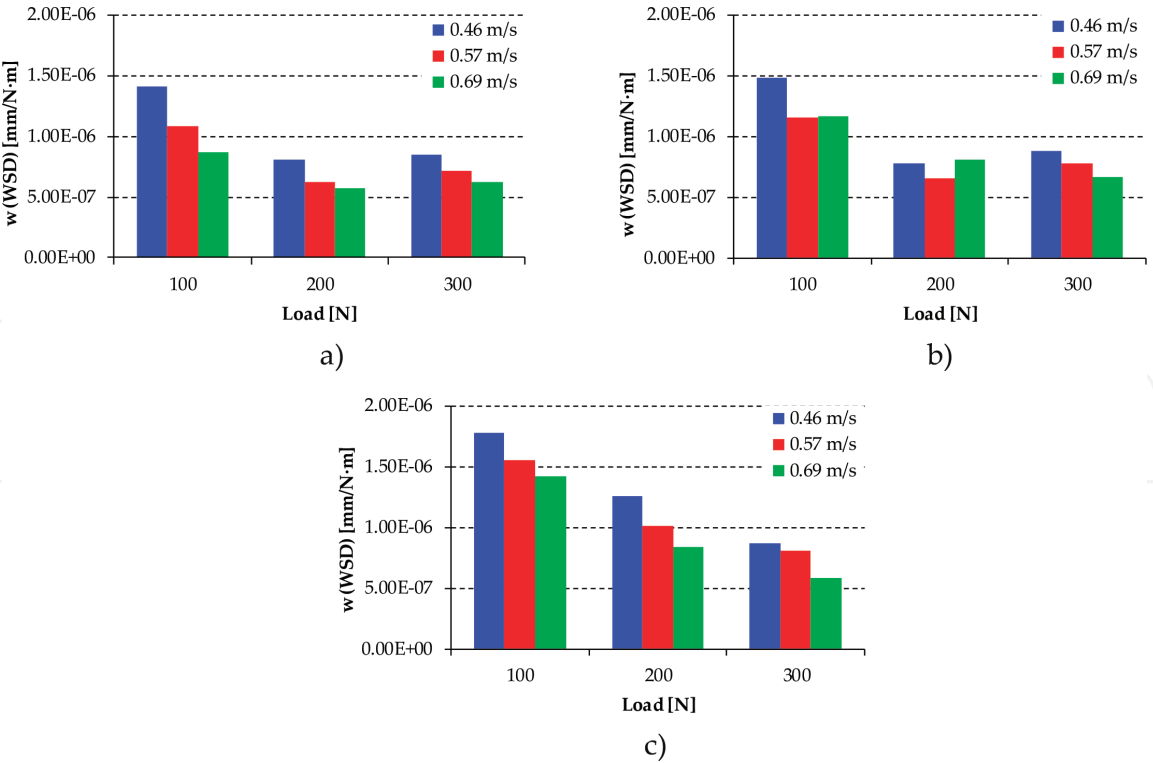 2.00E-06
1.50E-06
1.00E-06
5.00E-07
0.00E+00
w (WSD) [mm/N·m]
0.46 m/s
0.57 m/s
0.69 m/s
100 200 300
Load [N]
a)
2.00E-06
1.50E-06
1.00E-06
5.00E-07
0.00E+00
w (WSD) [mm/N·m]
0.46 m/s
0.57 m/s
0.69 m/s
100 200 300
Load [N]
b)
2.00E-06
1.50E-06
1.00E-06
5.00E-07
0.00E+00
w (WSD) [mm/N·m]
0.46 m/s
0.57 m/s
0.69 m/s
100 200 300
Load [N]
c)